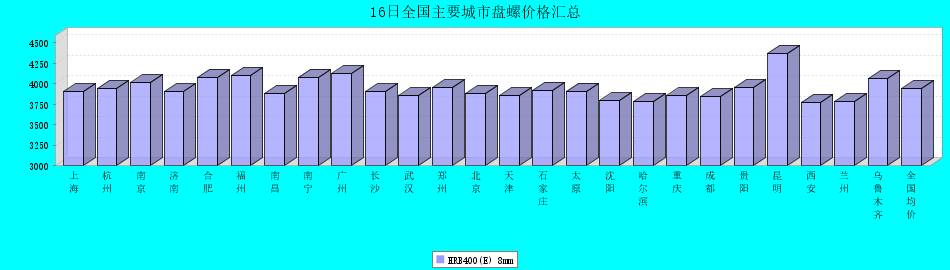 16日全国主要城市盘螺价格汇总
4500
4250
4000
3750
3500
3250
3000
上海
杭州
南京
济南
合肥
福州
南昌
南宁
广州
长沙
武汉
郑州
北京
天津
石家庄
太原
沈阳
哈尔滨
重庆
成都
贵阳
昆明
西安
兰州
乌鲁木齐
全国均价
HRB400(E) 8mm